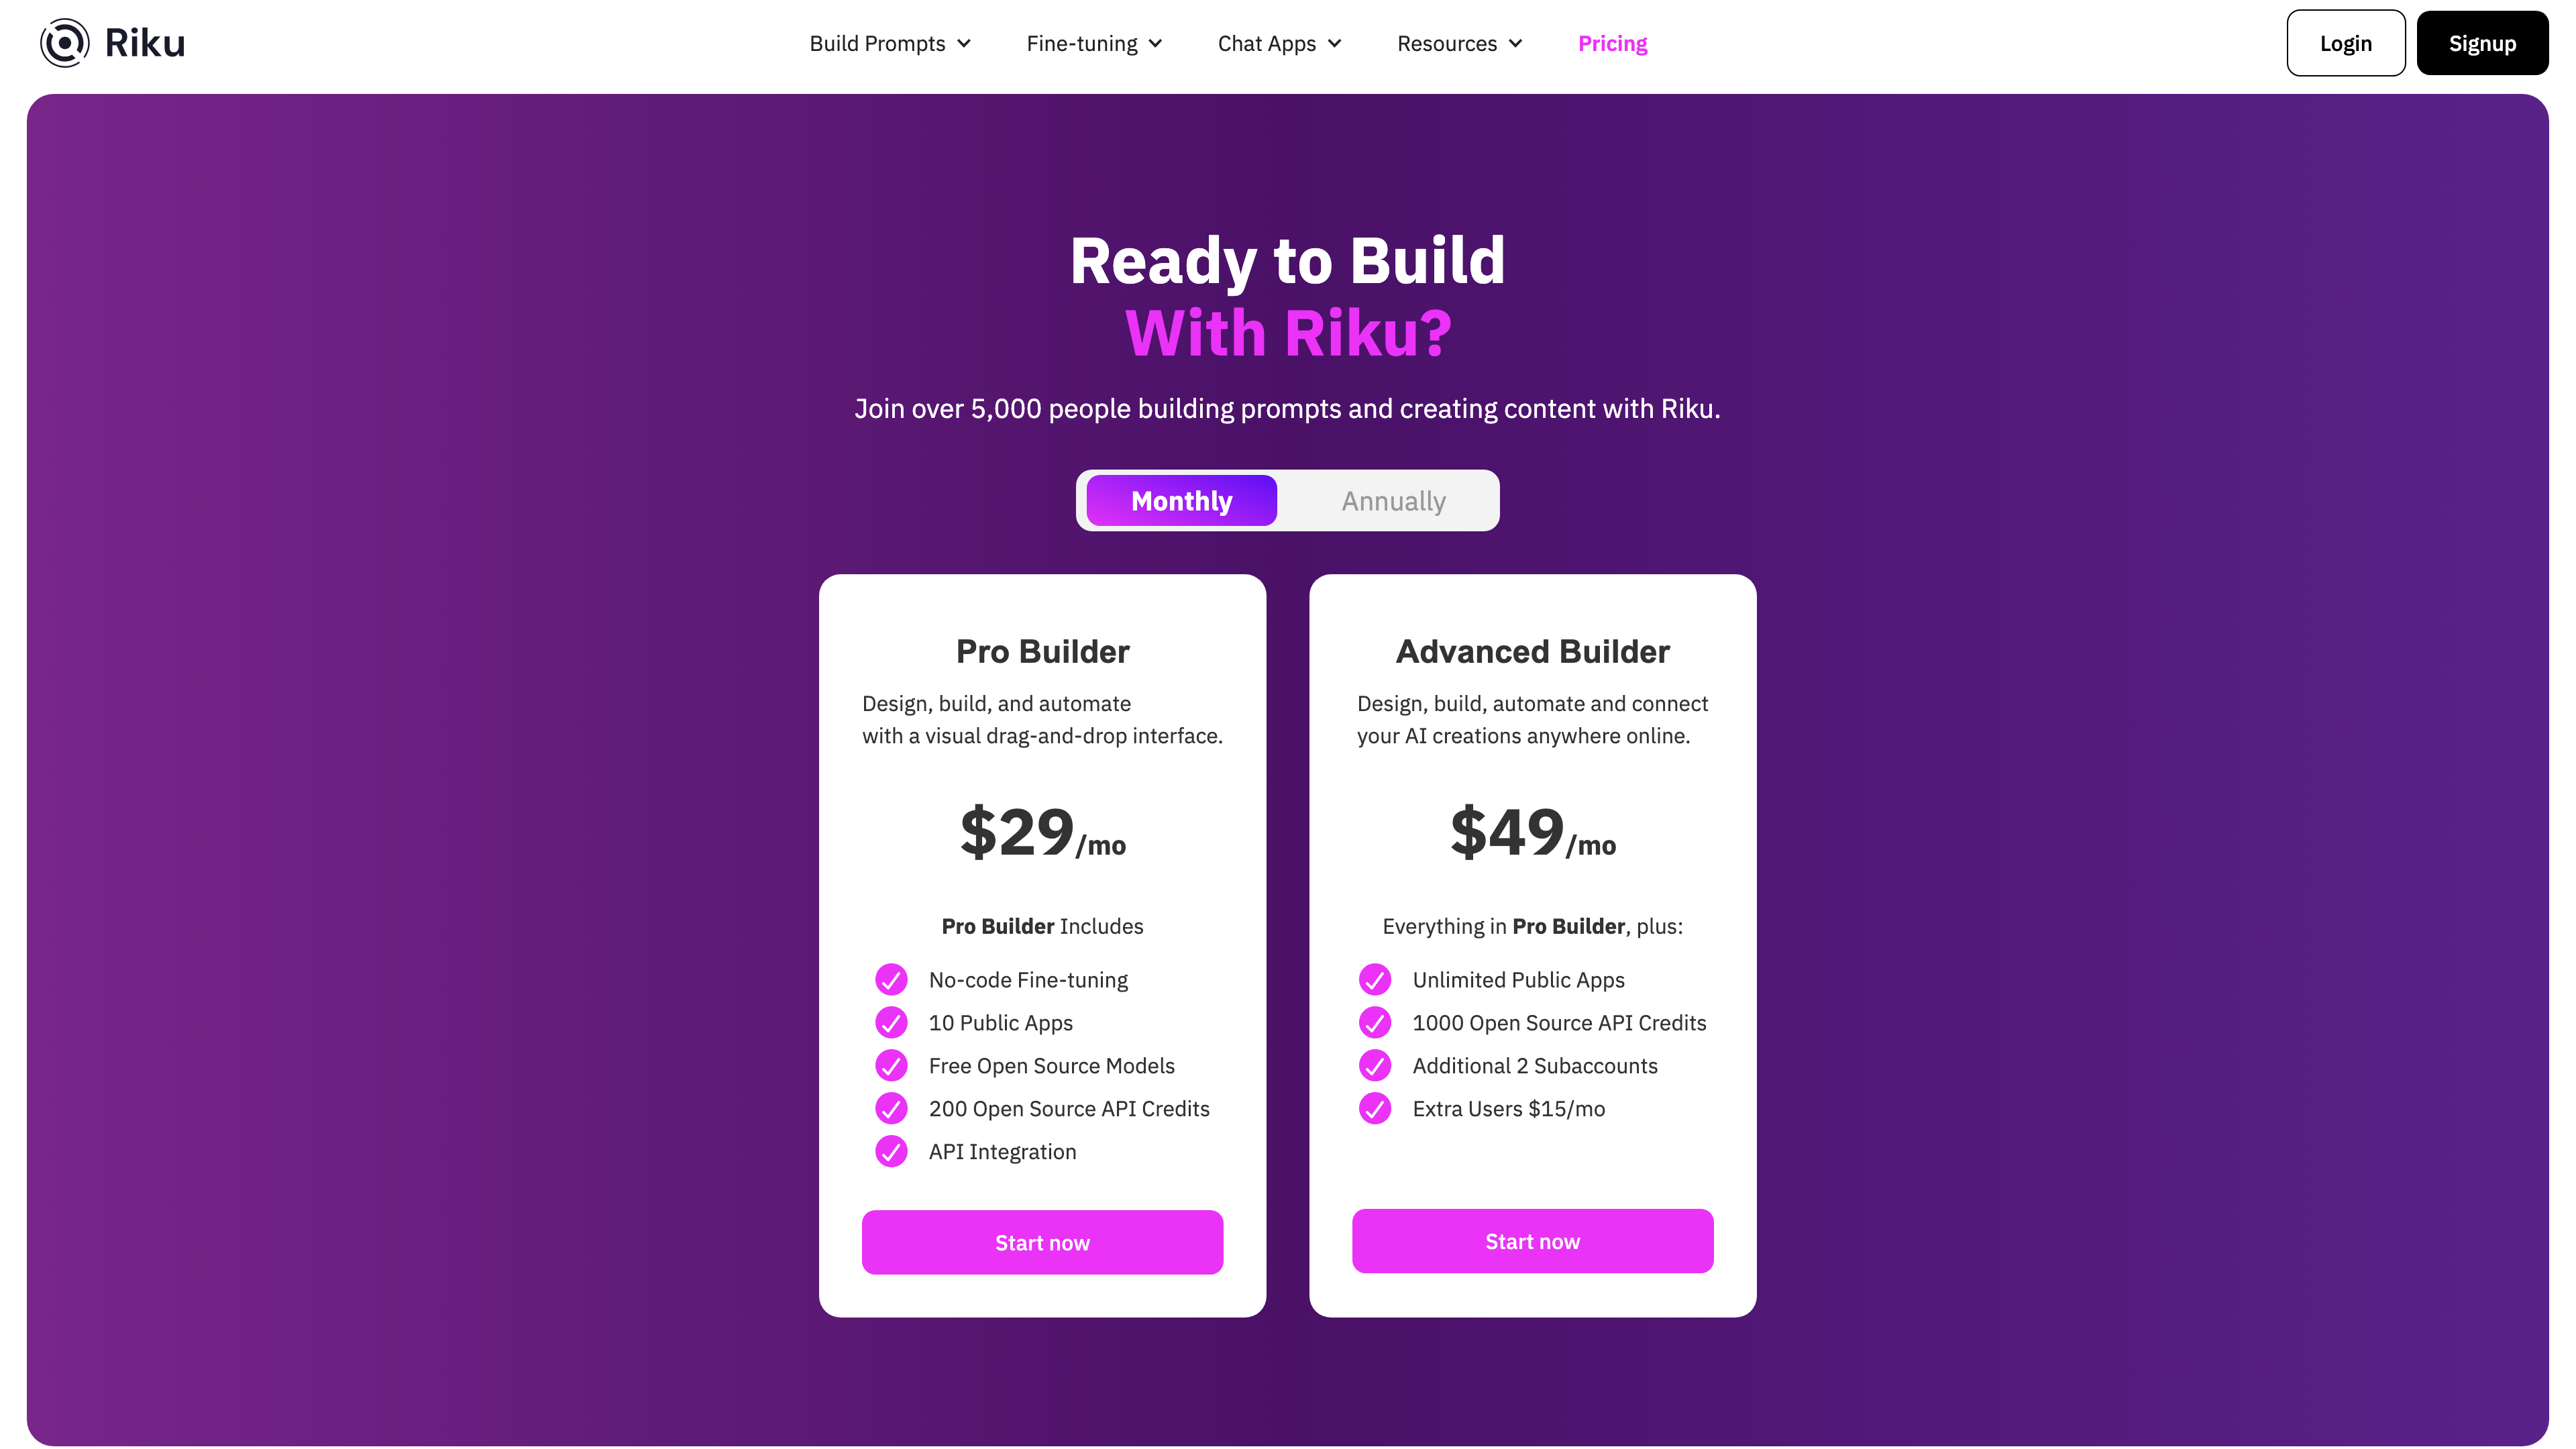 Riku
Build Prompts
Fine-tuning
Chat Apps
Resources
Pricing
Login
Signup
Ready to Build
With Riku?
Join over 5,000 people building prompts and creating content with Riku.
Monthly
Annually
Pro Builder
Design, build, and automate
with a visual drag-and-drop interface.
$29/mo
Pro Builder Includes
No-code Fine-tuning
10 Public Apps
Free Open Source Models
200 Open Source API Credits
API Integration
Start now
Advanced Builder
Design, build, automate and connect
your AI creations anywhere online.
$49/mo
Everything in Pro Builder, plus:
Unlimited Public Apps
1000 Open Source API Credits
Additional 2 Subaccounts
Extra Users $15/mo
Start now